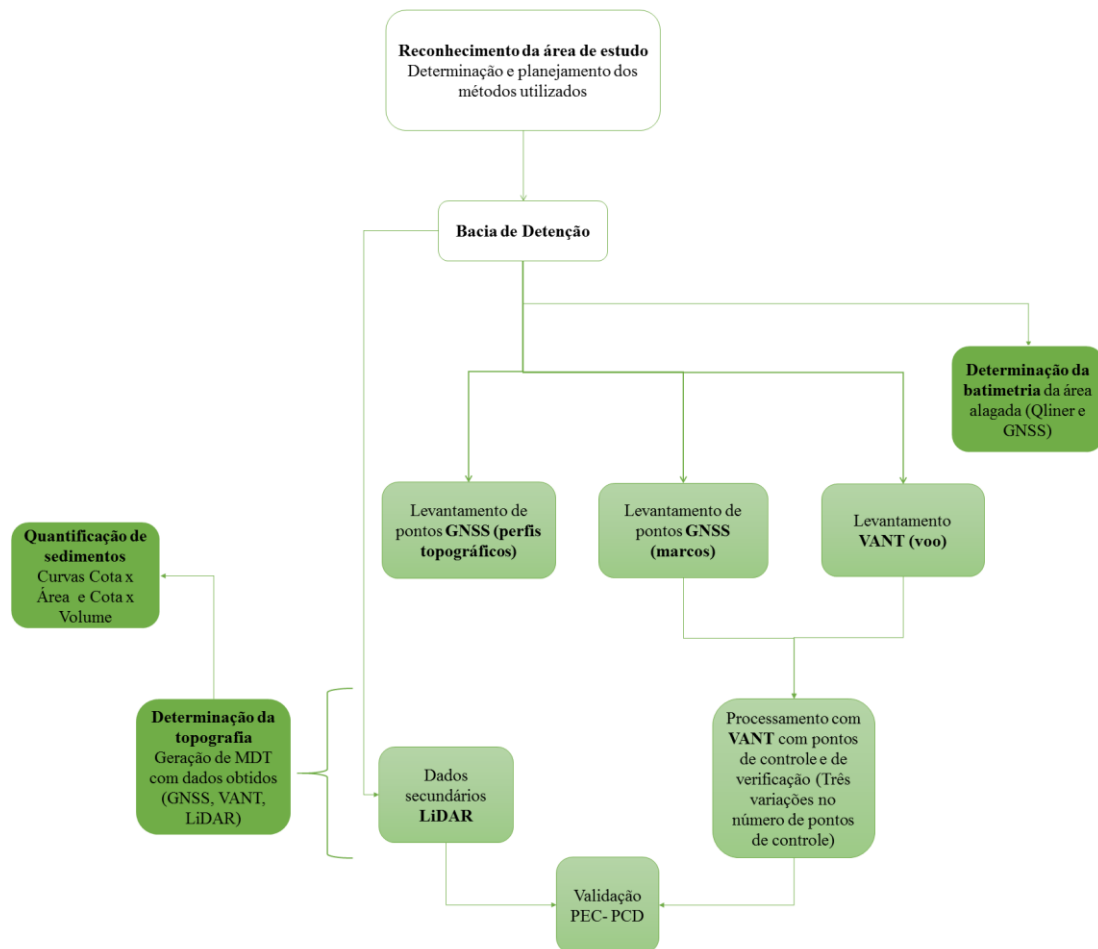 Reconhecimento da área de estudo
Determinação e planejamento dos
métodos utilizados
Bacia de Detenção
Determinação da
batimetria da área
alagada (Qliner e
GNSS)
Levantamento de
pontos GNSS (perfis
topográficos)
Levantamento de
pontos GNSS
(marcos)
Levantamento
VANT (voo)
Quantificação de
sedimentos
Curvas Cota x
Área e Cota x
Volume
Determinação da
topografia
Geração de MDT
com dados obtidos
(GNSS, VANT,
LiDAR)
Dados
secundários
LiDAR
Processamento com
VANT com pontos
de controle e de
verificação (Três
variações no
número de pontos
de controle)
Validação
PEC- PCD